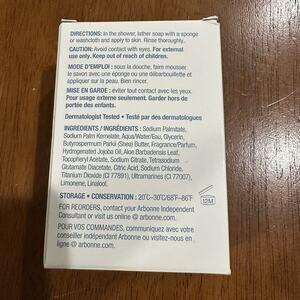 DIRECTIONS: In the shower, lather soap with a sponge
or washcloth and apply to skin. Rinse thoroughly.
CAUTION: Avoid contact with eyes. For external
use only. Keep out of reach of children.
MODE D'EMPLOI : sous la douche, faire mousser
le savon avec une éponge ou une débarbouillette et
appliquer sur la peau. Bien rincer.
MISE EN GARDE : éviter tout contact avec les yeux.
Pour usage externe seulement. Garder hors de
portée des enfants.
Dermatologist Tested • Testé par des dermatologues
INGREDIENTS / INGRÉDIENTS : Sodium Palmitate,
Sodium Palm Kernelate, Aqua/Water/Eau, Glycerin,
Butyrospermum Parkii (Shea) Butter, Fragrance/Parfum,
Hydrogenated Jojoba Oil, Aloe Barbadensis Leaf,
Tocopheryl Acetate, Sodium Citrate, Tetrasodium
Glutamate Diacetate, Citric Acid, Sodium Chloride,
Titanium Dioxide (CI 77891), Ultramarines (CI 77007),
Limonene, Linalool.
STORAGE • CONSERVATION : 20°C–30°C/68°F–86°F
12M
FOR REORDERS, contact your Arbonne Independent
Consultant or visit us online @ arbonne.com.
POUR VOS COMMANDES, communiquez avec votre
conseillère indépendante d'Arbonne ou visitez-nous en
ligne @ arbonne.com.